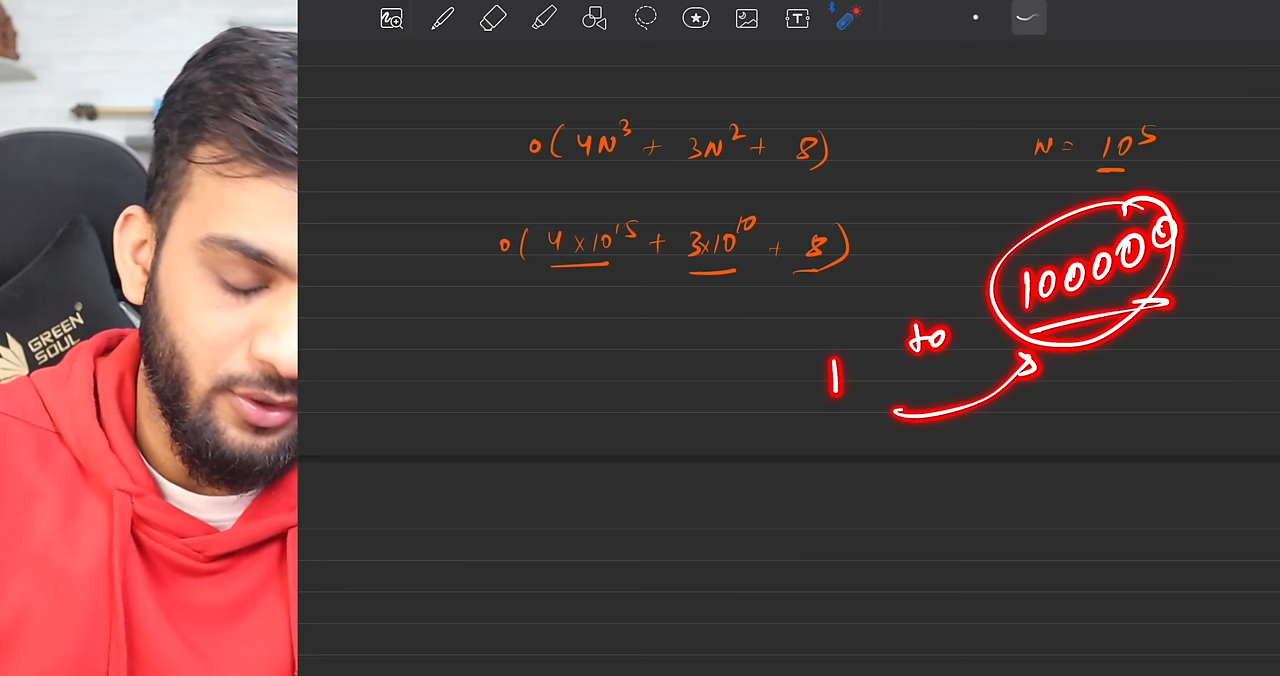 O(4N³ + 3N² + 8)
N = 10⁵
O(4×10¹⁵ + 3×10¹⁰ + 8)
1 to 100000
GREEN
SOUL
T